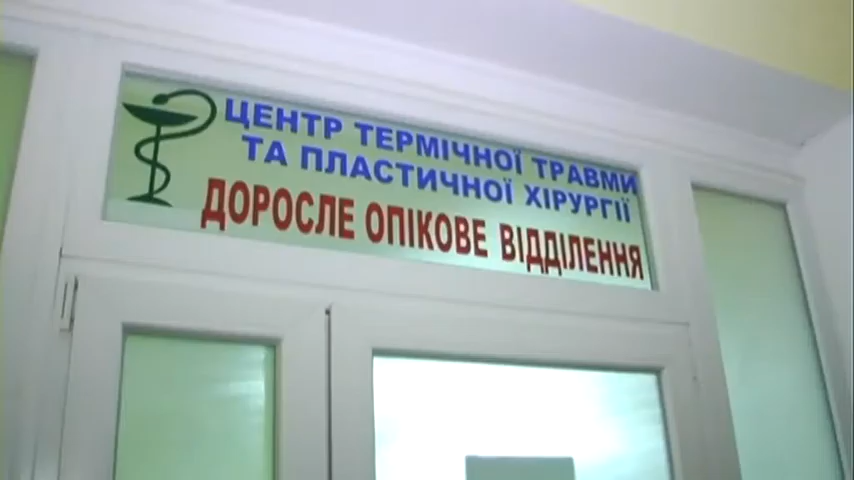 ЦЕНТР ТЕРМІЧНОЇ ТРАВМИ
ТА ПЛАСТИЧНОЇ ХІРУРГІЇ
ДОРОСЛЕ ОПІКОВЕ ВІДДІЛЕННЯ